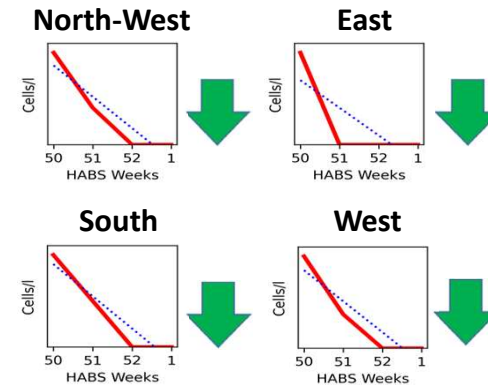 North-West
Cells/l
50 51 52 1
HABS Weeks
East
Cells/l
50 51 52 1
HABS Weeks
South
Cells/l
50 51 52 1
HABS Weeks
West
Cells/l
50 51 52 1
HABS Weeks